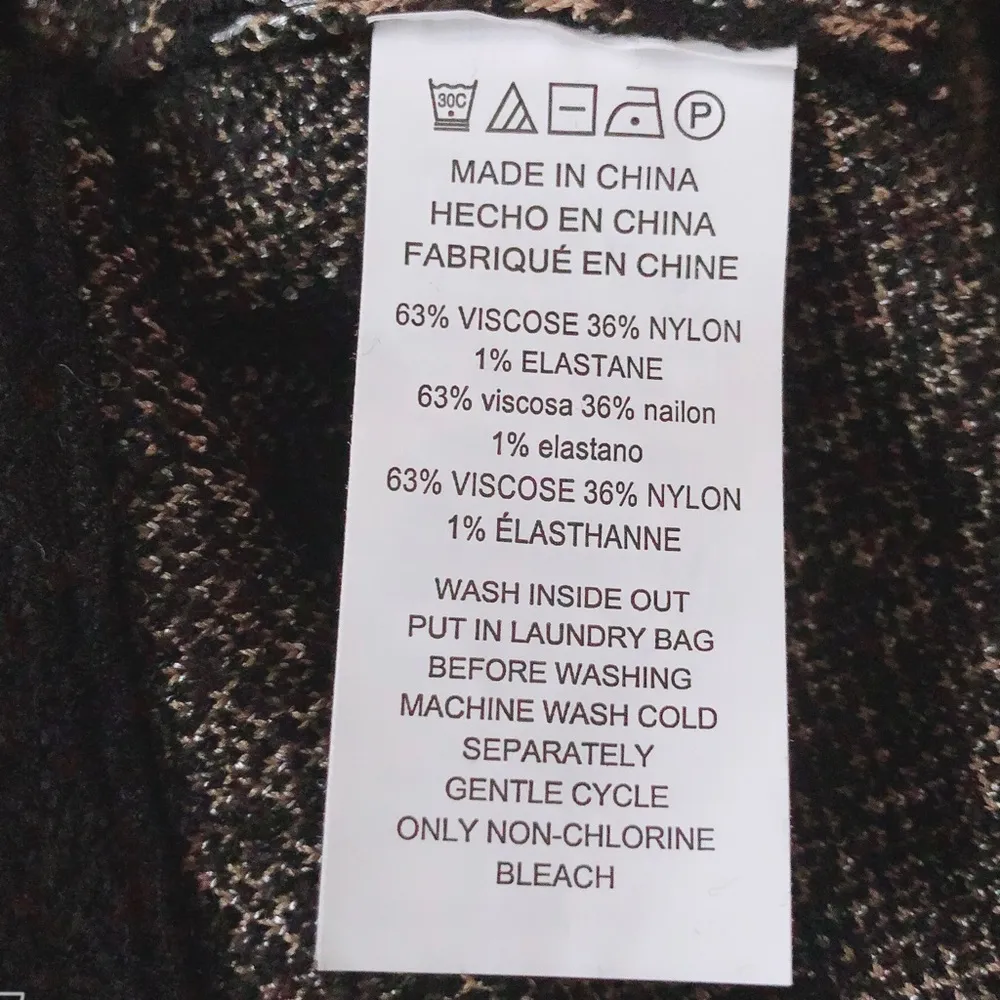 30C P
MADE IN CHINA
HECHO EN CHINA
FABRIQUÉ EN CHINE
63% VISCOSE 36% NYLON
1% ELASTANE
63% viscosa 36% nailon
1% elastano
63% VISCOSE 36% NYLON
1% ÉLASTHANNE
WASH INSIDE OUT
PUT IN LAUNDRY BAG
BEFORE WASHING
MACHINE WASH COLD
SEPARATELY
GENTLE CYCLE
ONLY NON-CHLORINE
BLEACH